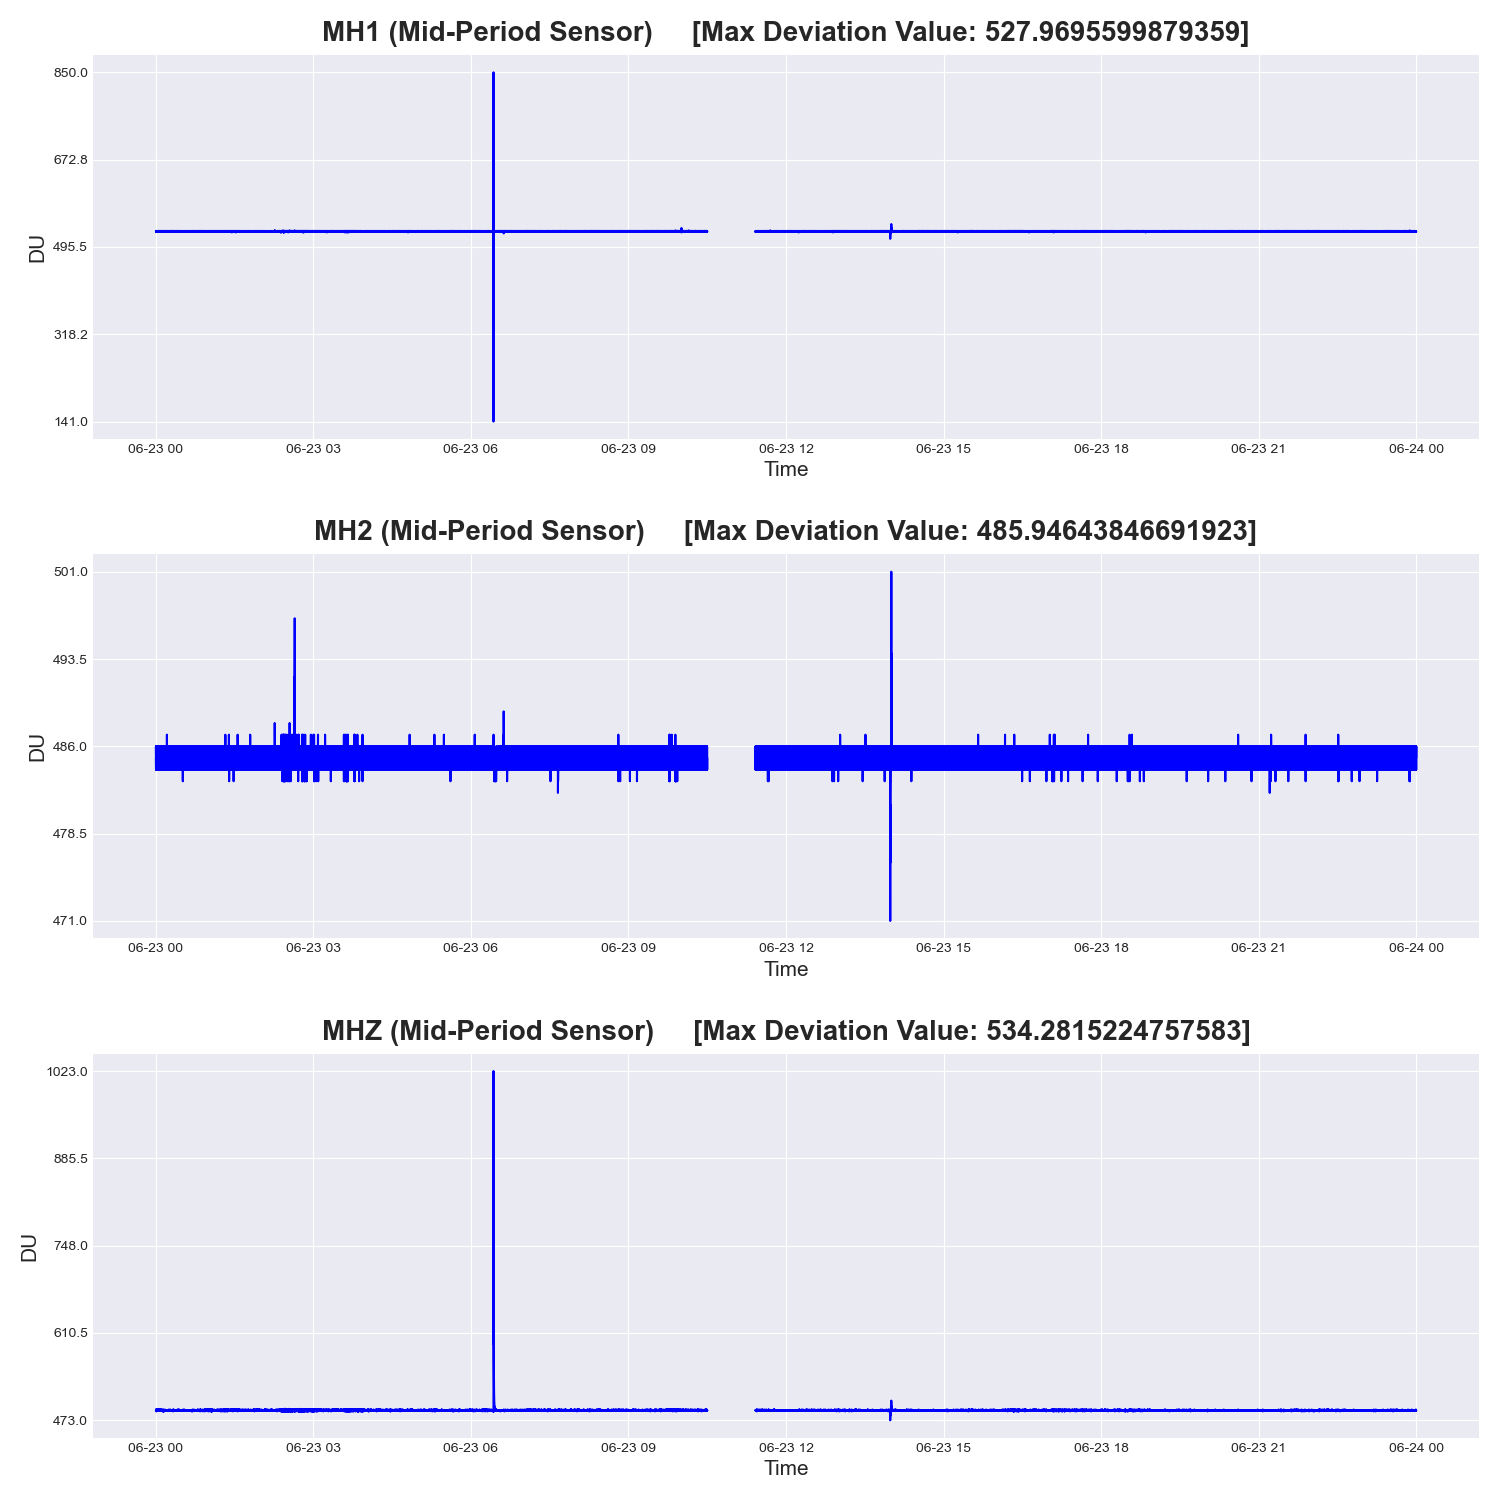 MH1 (Mid-Period Sensor) [Max Deviation Value: 527.9695599879359]
850.0
672.8
495.5
318.2
141.0
DU
06-23 00 06-23 03 06-23 06 06-23 09 06-23 12 06-23 15 06-23 18 06-23 21 06-24 00
Time
MH2 (Mid-Period Sensor) [Max Deviation Value: 485.94643846691923]
501.0
493.5
486.0
478.5
471.0
DU
06-23 00 06-23 03 06-23 06 06-23 09 06-23 12 06-23 15 06-23 18 06-23 21 06-24 00
Time
MHZ (Mid-Period Sensor) [Max Deviation Value: 534.2815224757583]
1023.0
885.5
748.0
610.5
473.0
DU
06-23 00 06-23 03 06-23 06 06-23 09 06-23 12 06-23 15 06-23 18 06-23 21 06-24 00
Time